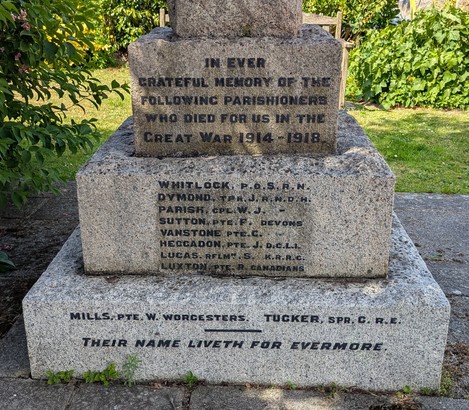 IN EVER
GRATEFUL MEMORY OF THE
FOLLOWING PARISHIONERS
WHO DIED FOR US IN THE
GREAT WAR 1914-1918.
WHITLOCK, P.O.S.R.N.
DYMOND, TPR.J.R.N.D.H.
PARISH, CPL.W.J. "
SUTTON, PTE.F. DEVONS
VANSTONE PTE.C. "
HEGGADON, PTE.J.D.C.L.I.
LUCAS, RFLMN.S. K.R.R.C.
LUXTON, PTE.R. CANADIANS
MILLS, PTE. W. WORCESTERS. TUCKER, SPR. C. R.E.
THEIR NAME LIVETH FOR EVERMORE.